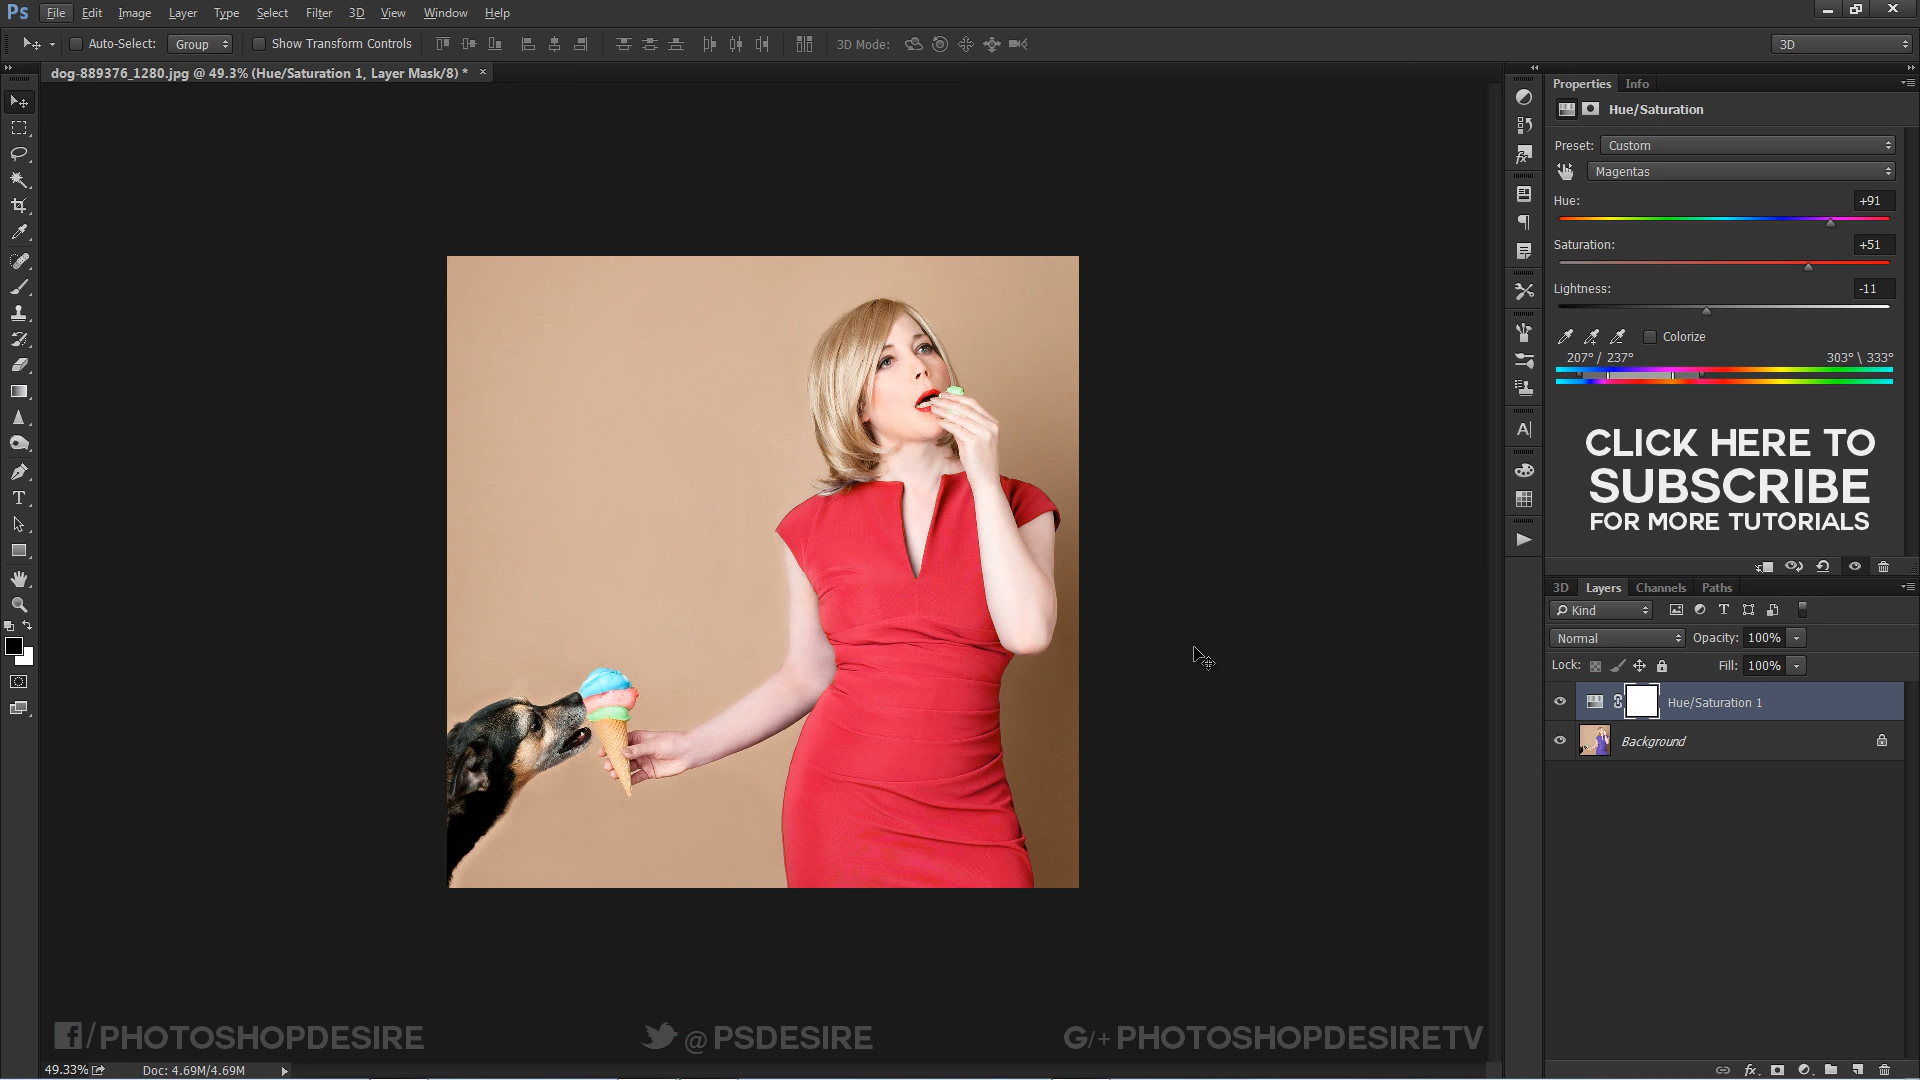 Ps File Edit Image Layer Type Select Filter 3D View Window Help
Auto-Select: Group Show Transform Controls 3D Mode: 3D
dog-889376_1280.jpg @ 49.3% (Hue/Saturation 1, Layer Mask/8) * ×
Properties Info
Hue/Saturation
Preset: Custom
Magentas
Hue: +91
Saturation: +51
Lightness: -11
Colorize
207° / 237° 303° \ 333°
CLICK HERE TO
SUBSCRIBE
FOR MORE TUTORIALS
3D Layers Channels Paths
Kind
Normal Opacity: 100%
Lock: Fill: 100%
Hue/Saturation 1
Background
f/PHOTOSHOPDESIRE @PSDESIRE G/+PHOTOSHOPDESIRETV
49.33% Doc: 4.69M/4.69M